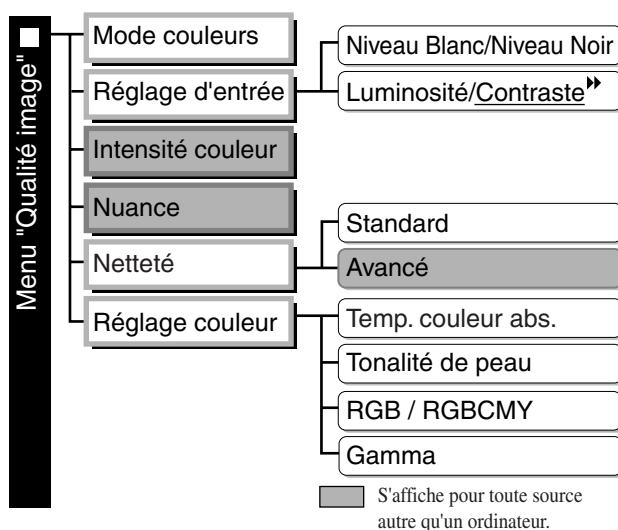 Menu "Qualité image"
Mode couleurs
Réglage d'entrée
Niveau Blanc/Niveau Noir
Luminosité/Contraste
Intensité couleur
Nuance
Netteté
Standard
Avancé
Réglage couleur
Temp. couleur abs.
Tonalité de peau
RGB / RGBCMY
Gamma
S'affiche pour toute source
autre qu'un ordinateur.